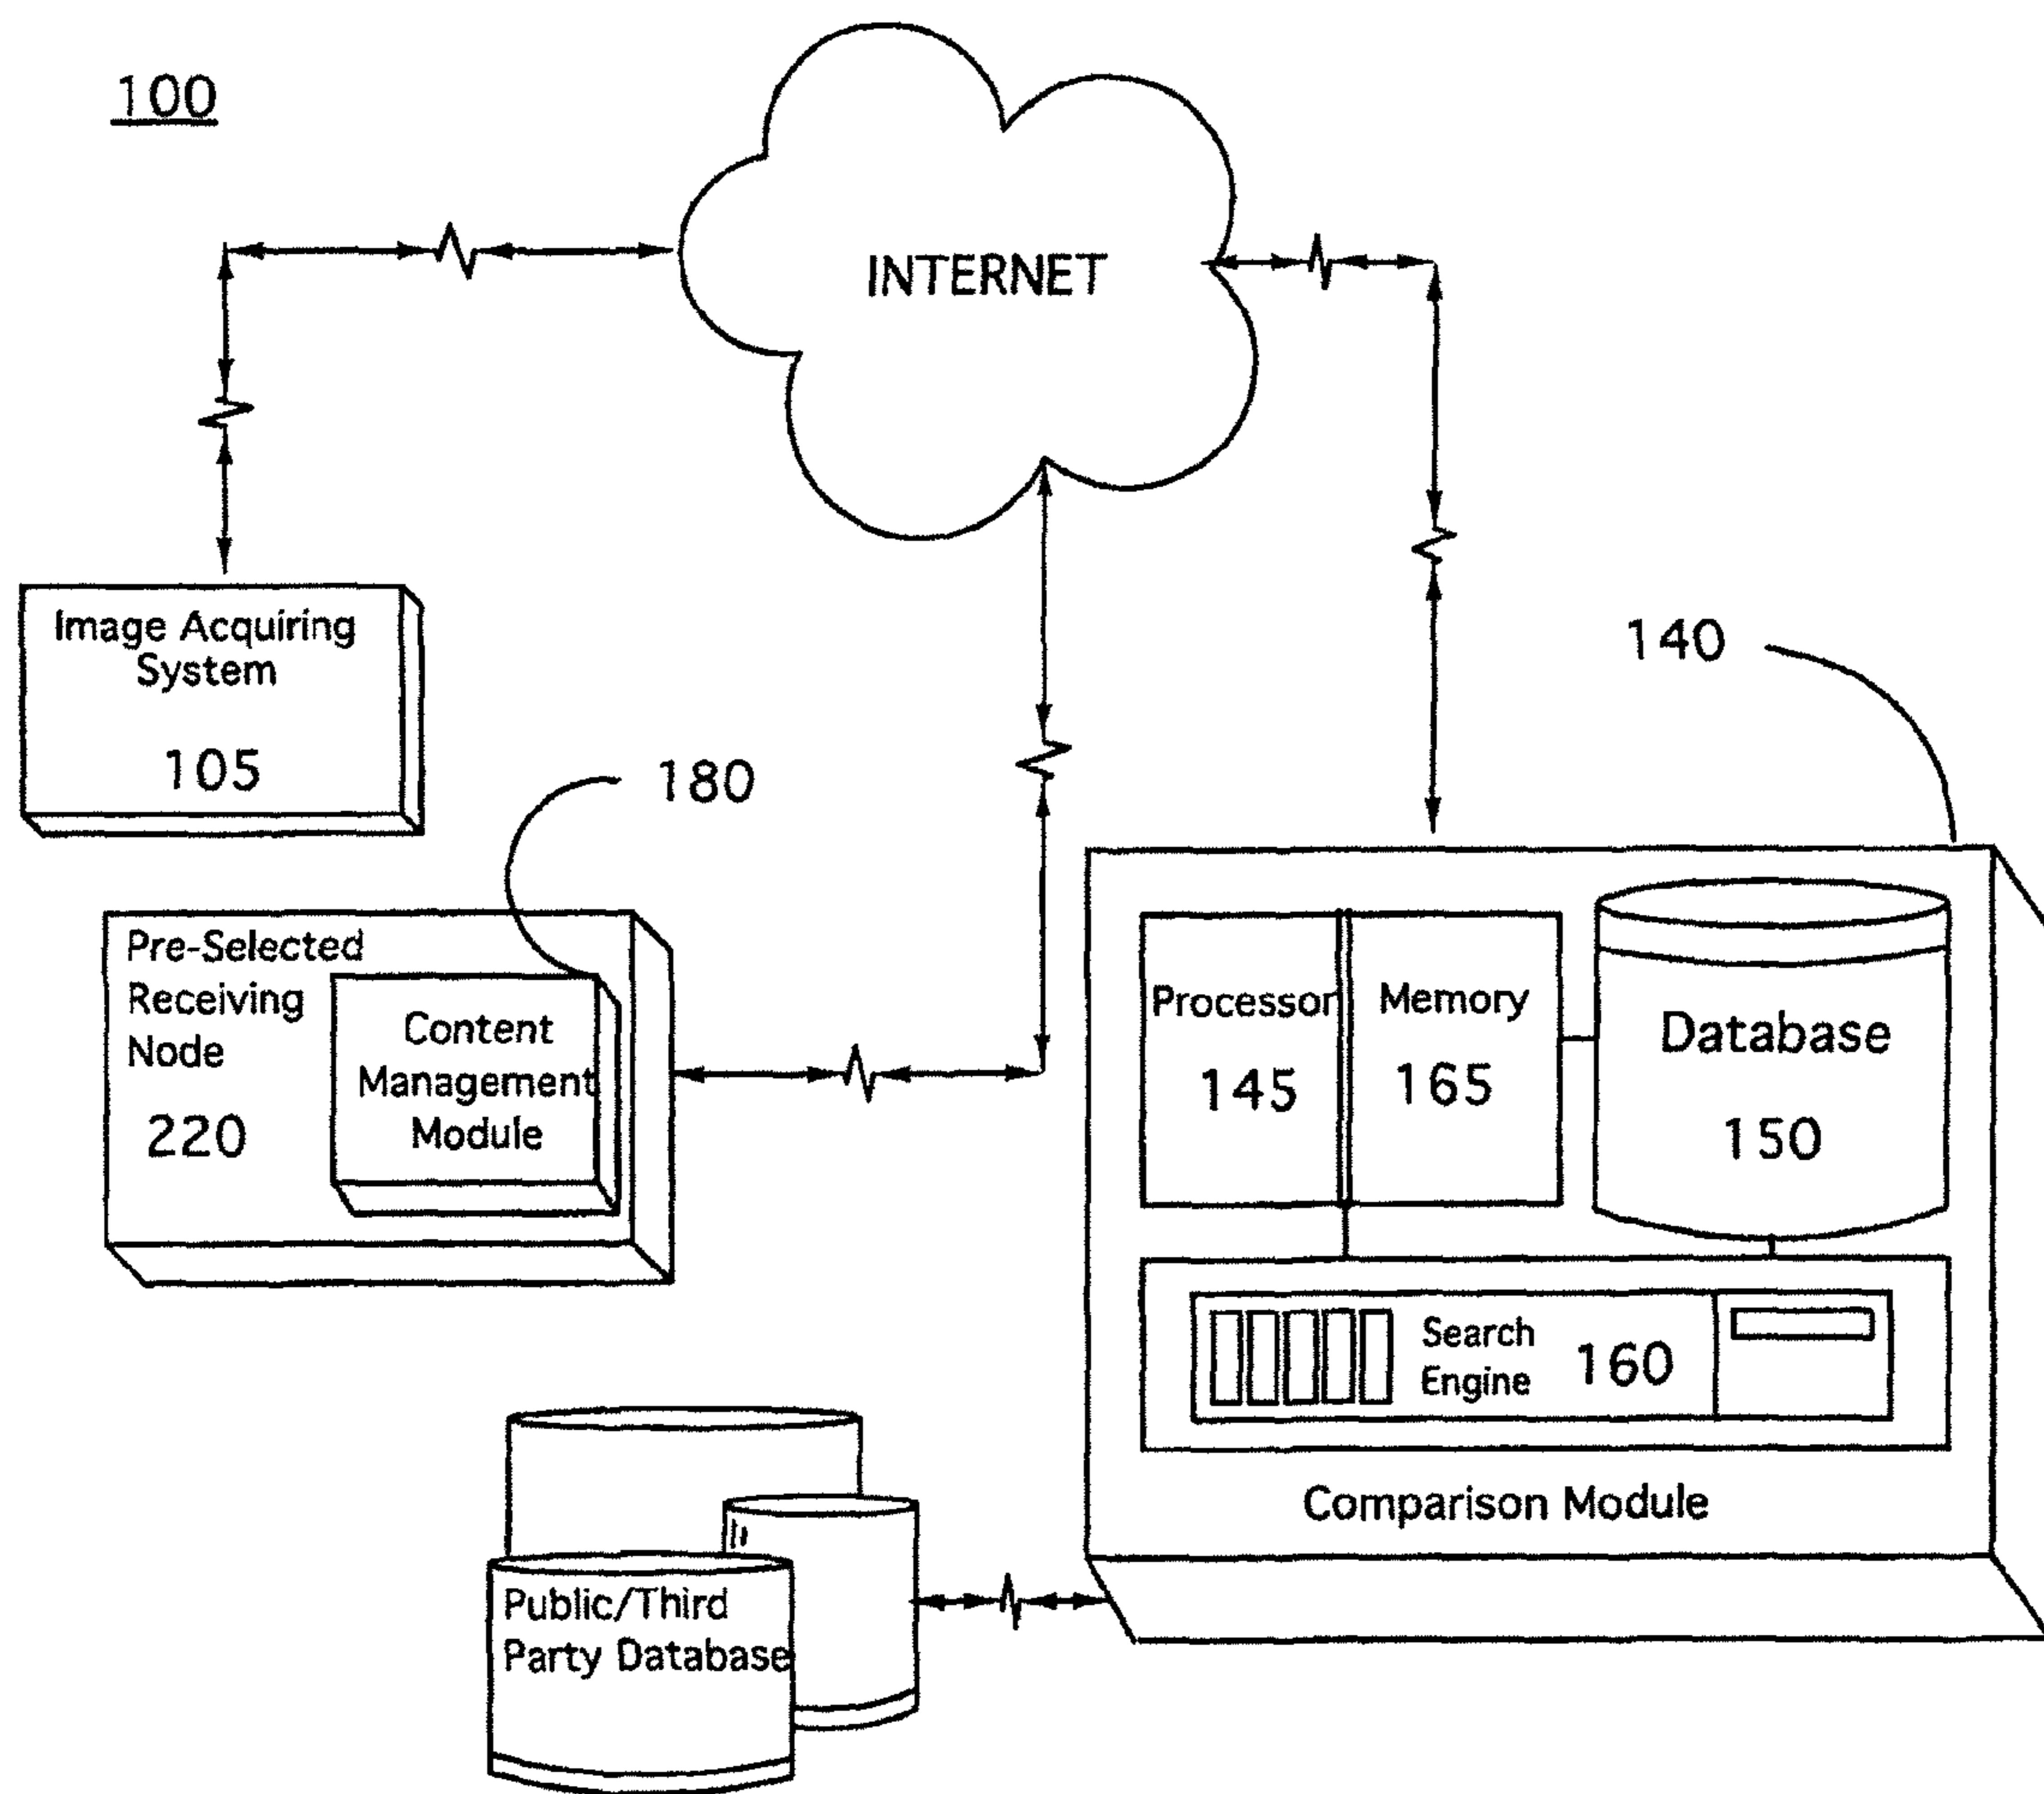 100
INTERNET
Image Acquiring
System
105
140
180
Pre-Selected
Receiving
Node
220
Content
Management
Module
Processor
145
Memory
165
Database
150
Search
Engine
160
Comparison Module
Public/Third
Party Database